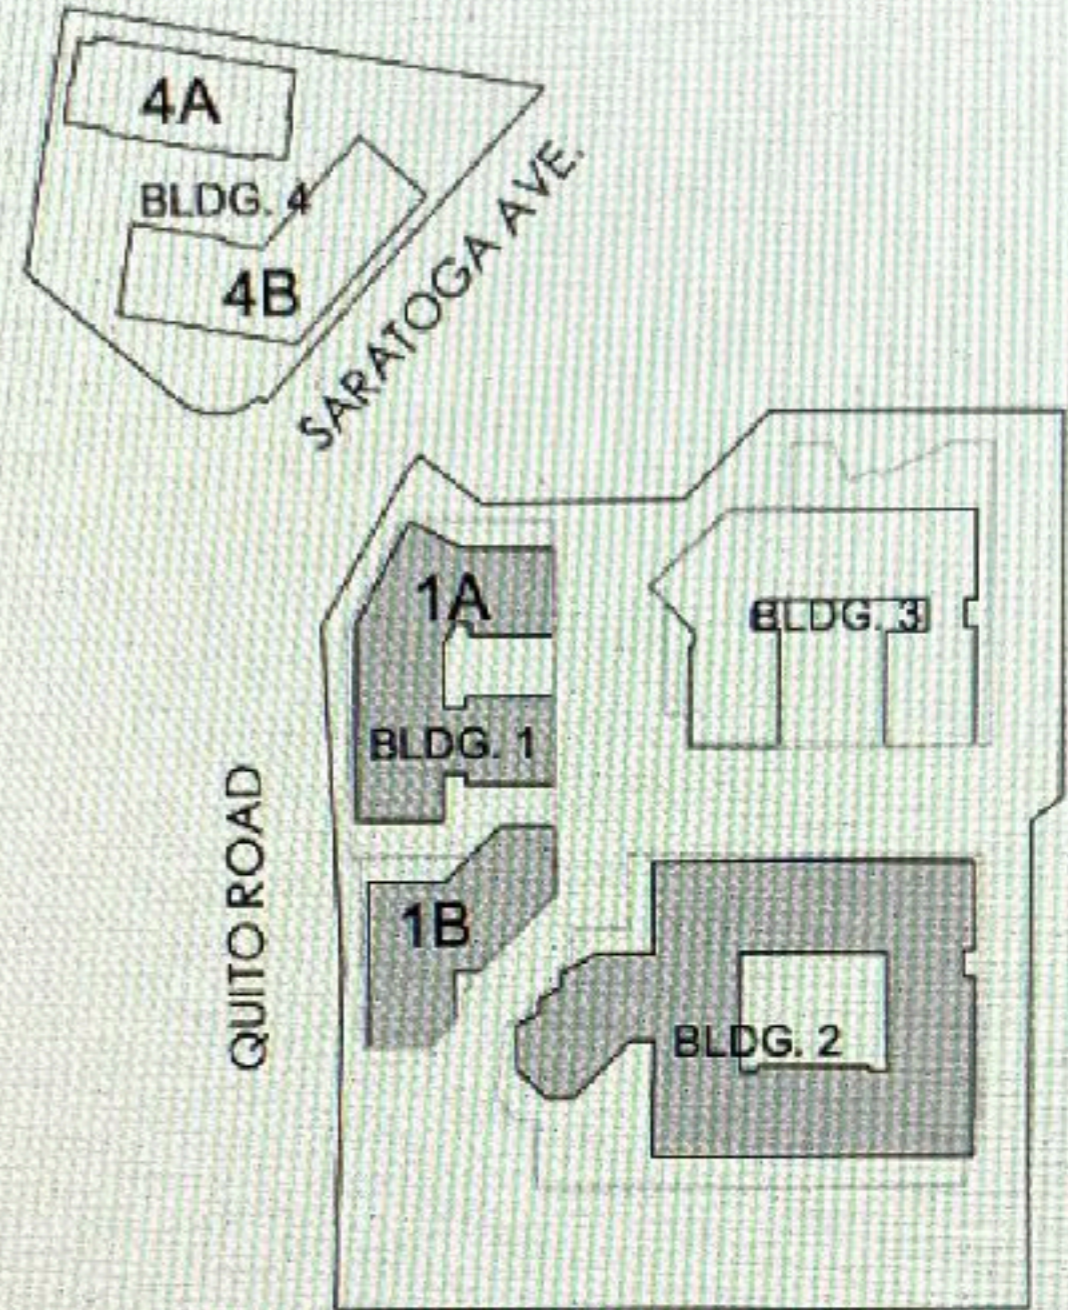 4A
BLDG. 4
4B
SARATOGA AVE.
1A
BLDG. 3
BLDG. 1
QUITO ROAD
1B
BLDG. 2